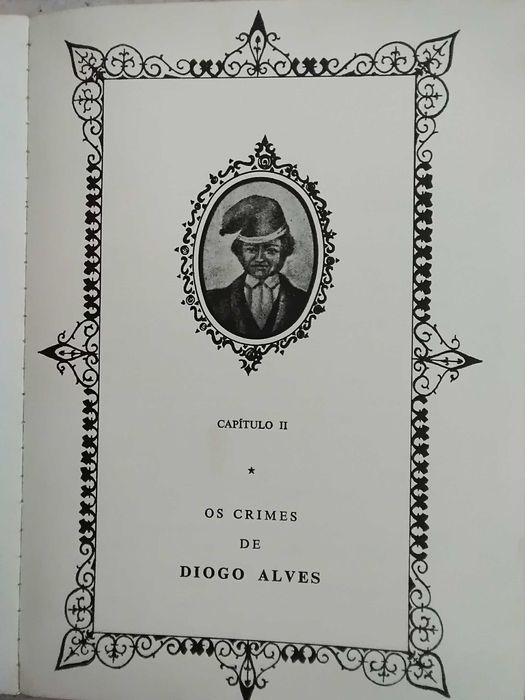 CAPÍTULO II
★
OS CRIMES
DE
DIOGO ALVES